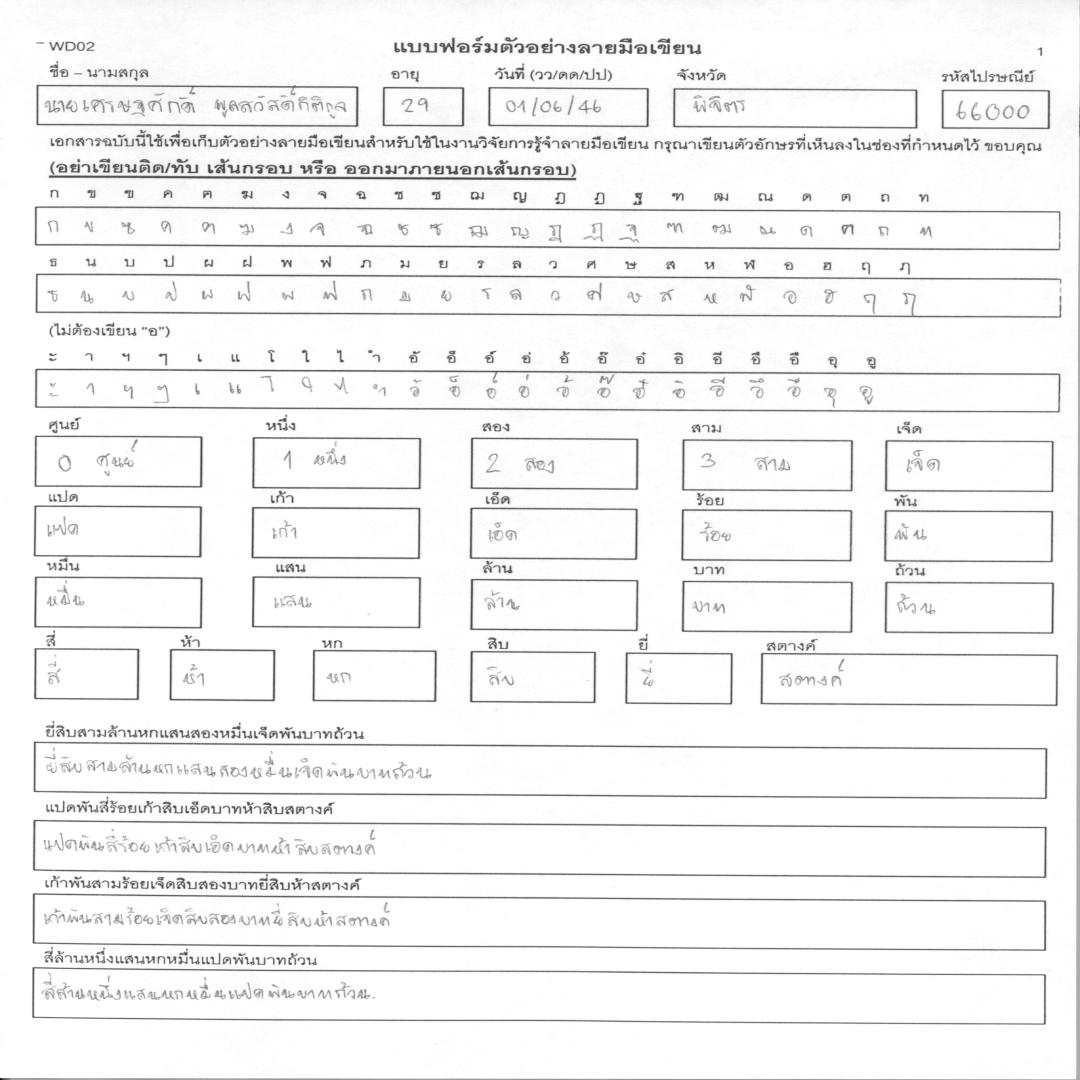 WD02 แบบฟอร์มตัวอย่างลายมือเขียน 1
ชื่อ – นามสกุล อายุ วันที่ (วว/ดด/ปป) จังหวัด รหัสไปรษณีย์
นายเศรษฐศักดิ์ 29 01/06/46 พิจิตร 66000
เอกสารฉบับนี้ใช้เพื่อเก็บตัวอย่างลายมือเขียนสำหรับใช้ในงานวิจัยการรู้จำลายมือเขียน กรุณาเขียนตัวอักษรที่เห็นลงในช่องที่กำหนดไว้ ขอบคุณ
(อย่าเขียนติด/ทับ เส้นกรอบ หรือ ออกมาภายนอกเส้นกรอบ)
ก ข ฃ ค ฅ ฆ ง จ ฉ ช ซ ฌ ญ ฎ ฏ ฐ ฑ ฒ ณ ด ต ถ ท
ก ข ฃ ค ฅ ฆ ง จ ฉ ช ซ ฌ ญ ฎ ฏ ฐ ฑ ฒ ณ ด ต ถ ท
ธ น บ ป ผ ฝ พ ฟ ภ ม ย ร ล ว ศ ษ ส ห ฬ อ ฮ ฤ ฦ
ธ น บ ป ผ ฝ พ ฟ ภ ม ย ร ล ว ศ ษ ส ห ฬ อ ฮ ฤ ฦ
(ไม่ต้องเขียน "อ")
ะ า ฯ ๆ เ แ โ ใ ไ ำ อั อ็ อ์ อ่ อ้ อ๊ อ๋ อิ อี อึ อื อุ อู
ะ า ฯ ๆ เ แ โ ใ ไ ำ อั อ็ อ์ อ่ อ้ อ๊ อ๋ อิ อี อึ อื อุ อู
ศูนย์ หนึ่ง สอง สาม เจ็ด
0 ศูนย์ 1 หนึ่ง 2 สอง 3 สาม เจ็ด
แปด เก้า เอ็ด ร้อย พัน
แปด เก้า เอ็ด ร้อย พัน
หมื่น แสน ล้าน บาท ถ้วน
หมื่น แสน ล้าน บาท ถ้วน
สี่ ห้า หก สิบ ยี่ สตางค์
สี่ ห้า หก สิบ ยี่ สตางค์
ยี่สิบสามล้านหกแสนสองหมื่นเจ็ดพันบาทถ้วน
ยี่สิบสามล้านหกแสนสองหมื่นเจ็ดพันบาทถ้วน
แปดพันสี่ร้อยเก้าสิบเอ็ดบาทห้าสิบสตางค์
แปดพันสี่ร้อยเก้าสิบเอ็ดบาทห้าสิบสตางค์
เก้าพันสามร้อยเจ็ดสิบสองบาทยี่สิบห้าสตางค์
เก้าพันสามร้อยเจ็ดสิบสองบาทยี่สิบห้าสตางค์
สี่ล้านหนึ่งแสนหกหมื่นแปดพันบาทถ้วน
สี่ล้านหนึ่งแสนหกหมื่นแปดพันบาทถ้วน.